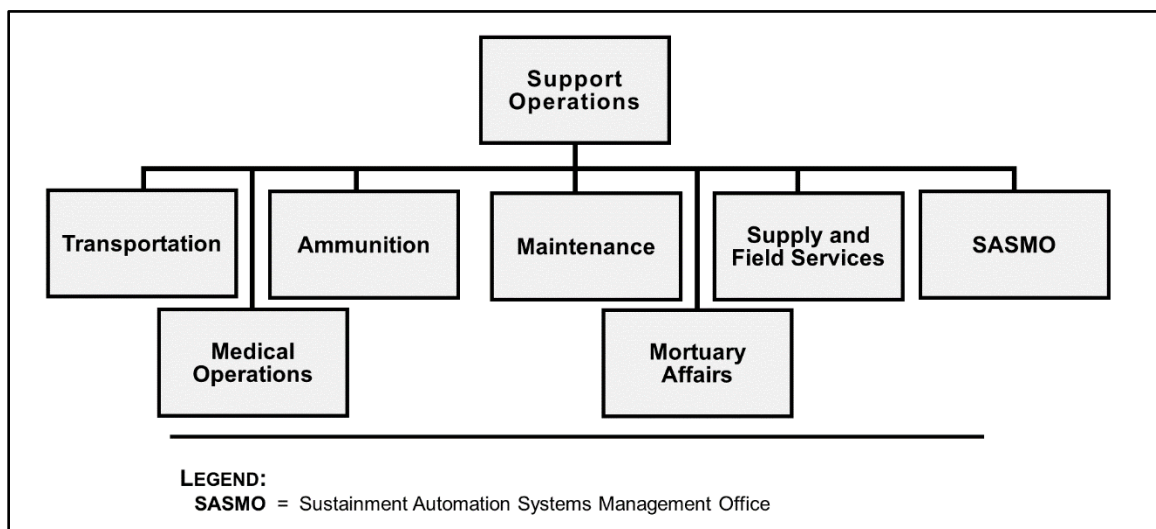 Support
Operations
Transportation
Ammunition
Maintenance
Supply and
Field Services
SASMO
Medical
Operations
Mortuary
Affairs
LEGEND:
SASMO = Sustainment Automation Systems Management Office